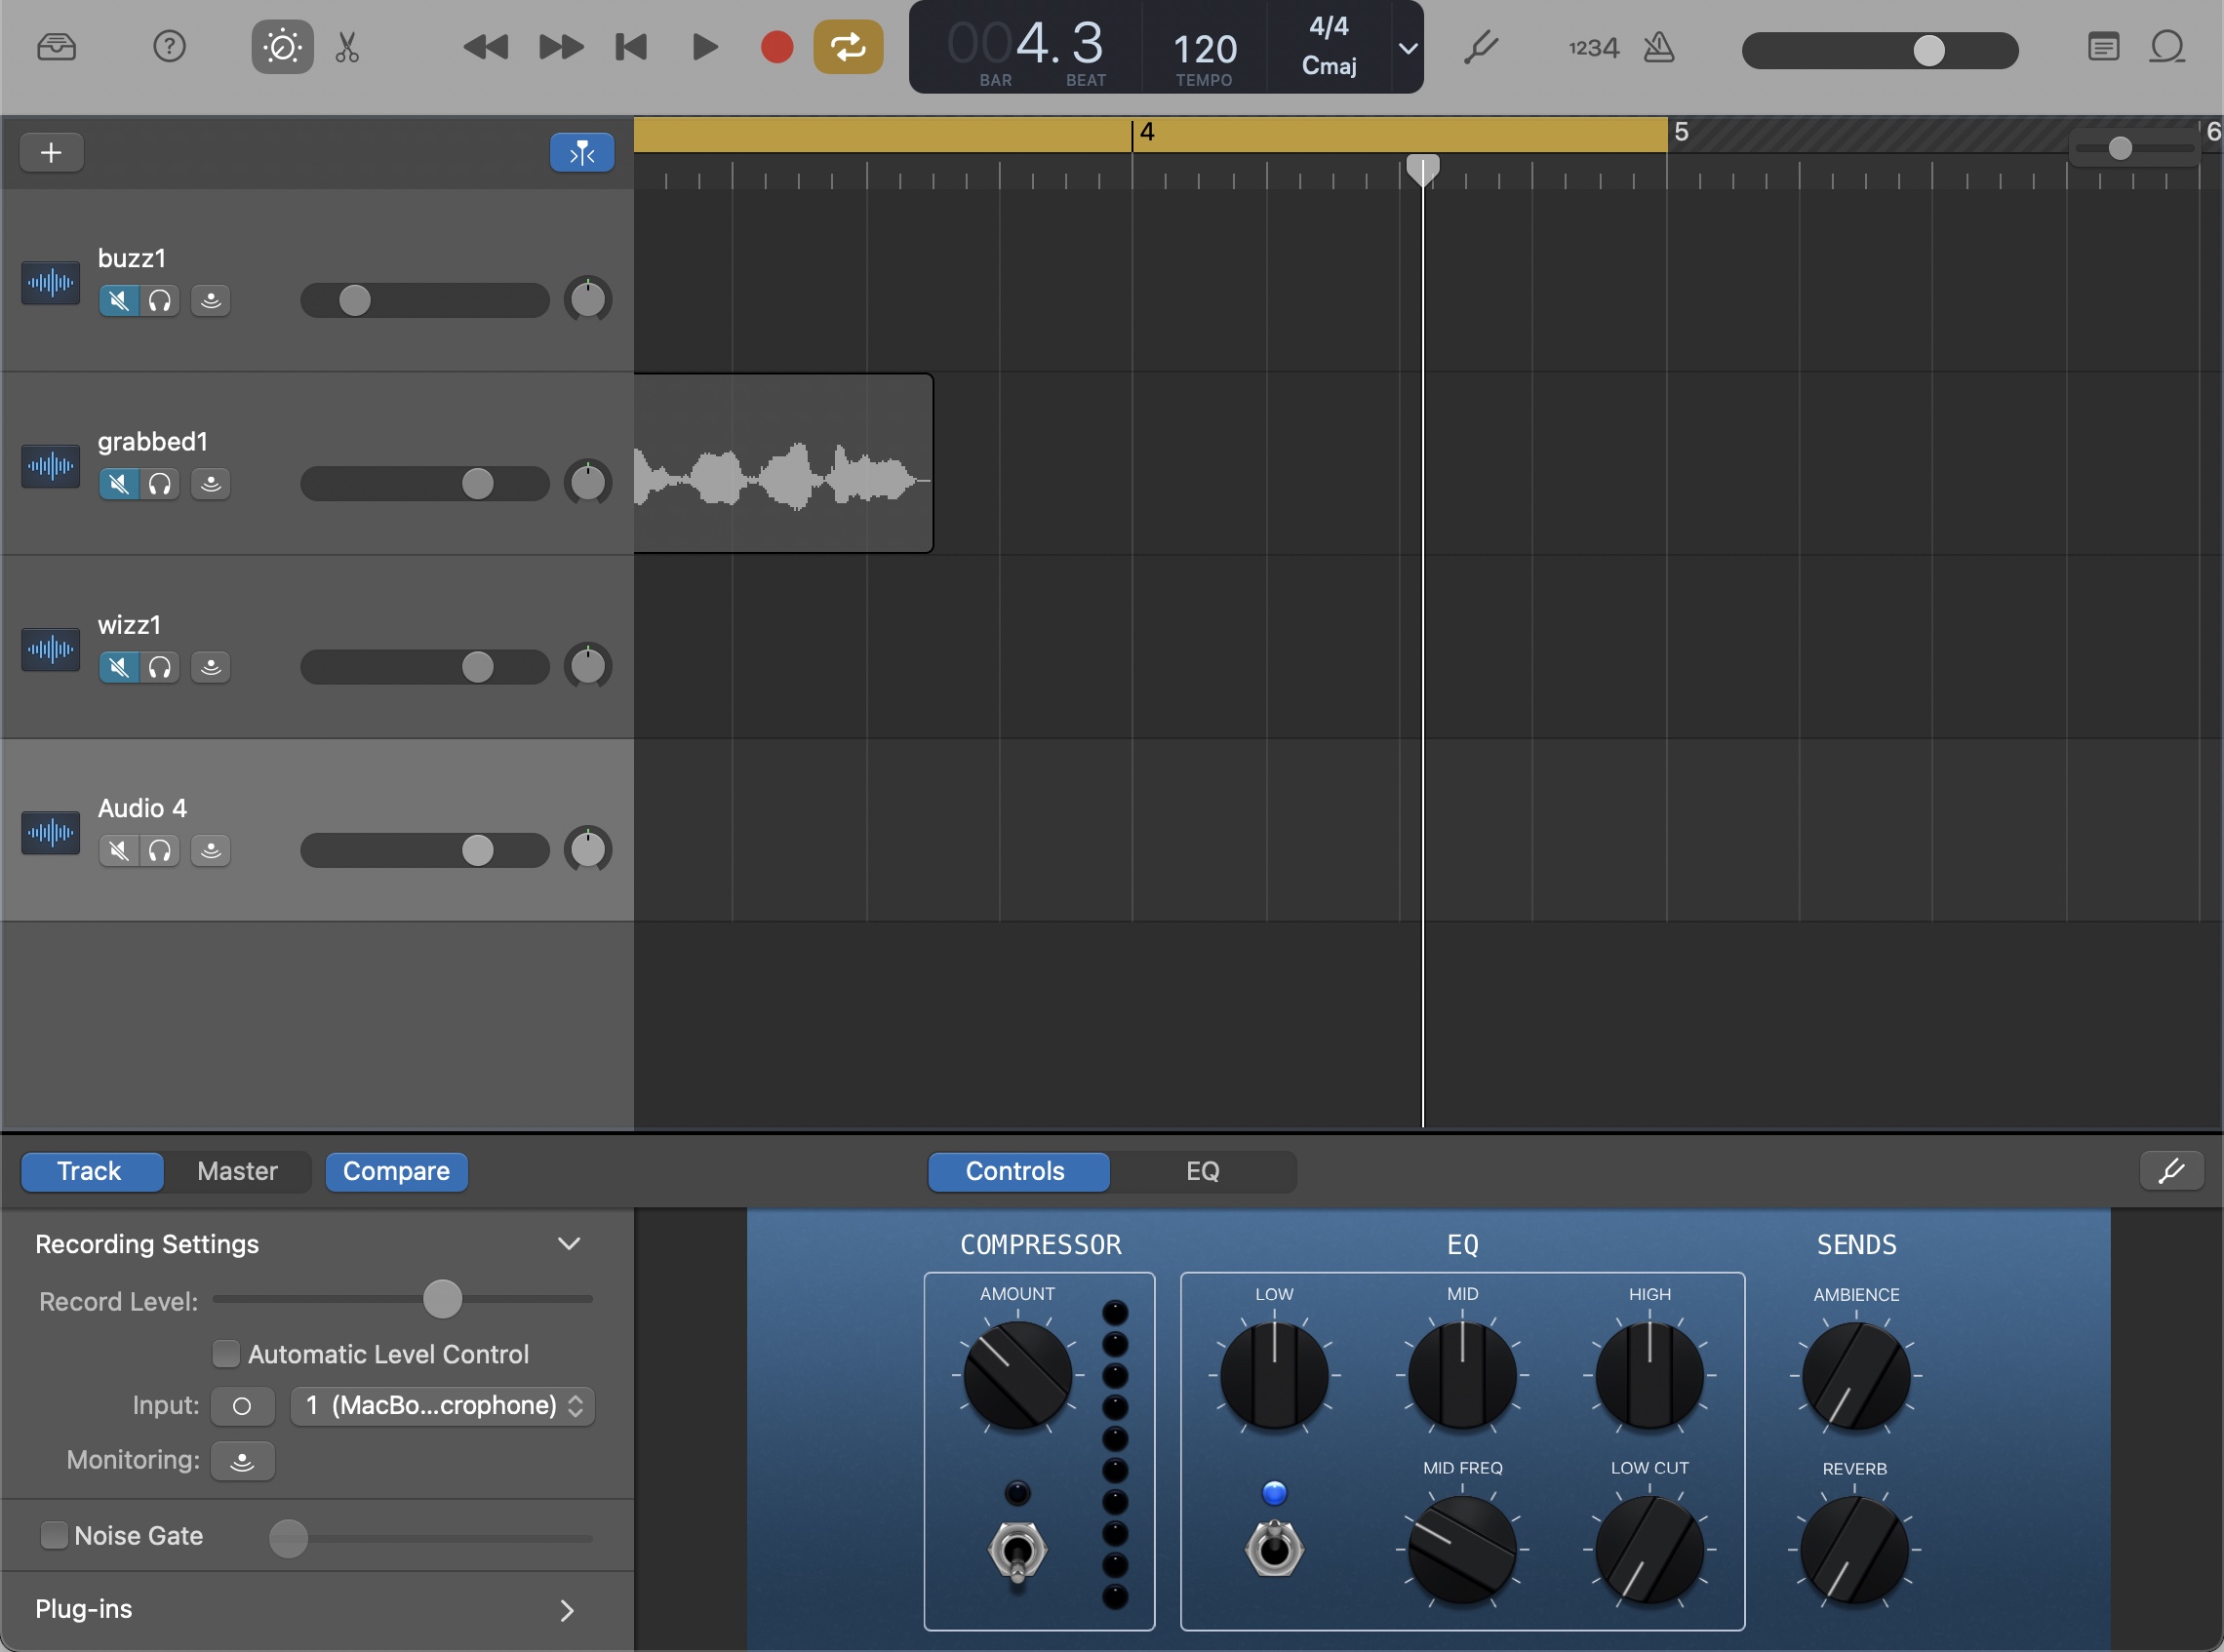 004.3
BAR
BEAT
120
TEMPO
4/4
Cmaj
1234
4
5
6
buzz1
grabbed1
wizz1
Audio 4
Track
Master
Compare
Controls
EQ
Recording Settings
Record Level:
Automatic Level Control
Input:
1 (MacBo...crophone)
Monitoring:
Noise Gate
Plug-ins
COMPRESSOR
EQ
SENDS
AMOUNT
LOW
MID
HIGH
AMBIENCE
MID FREQ
LOW CUT
REVERB